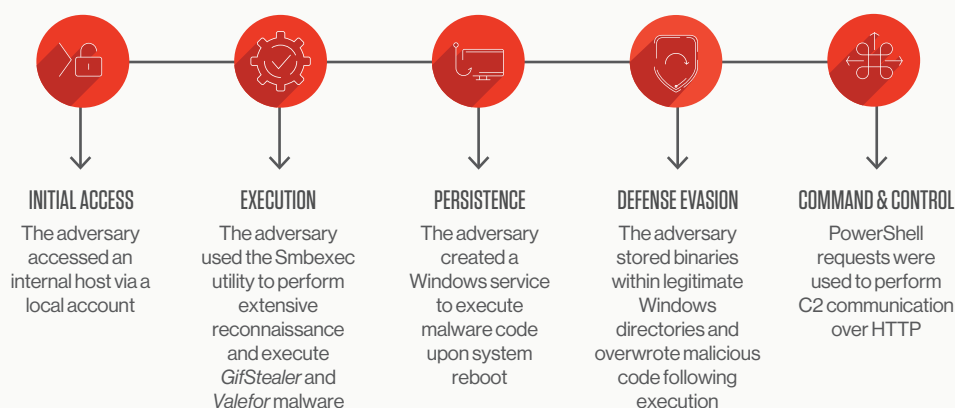 INITIAL ACCESS
The adversary
accessed an
internal host via a
local account
EXECUTION
The adversary
used the Smbexec
utility to perform
extensive
reconnaissance
and execute
GifStealer and
Valefor malware
PERSISTENCE
The adversary
created a
Windows service
to execute
malware code
upon system
reboot
DEFENSE EVASION
The adversary
stored binaries
within legitimate
Windows
directories and
overwrote malicious
code following
execution
COMMAND & CONTROL
PowerShell
requests were
used to perform
C2 communication
over HTTP